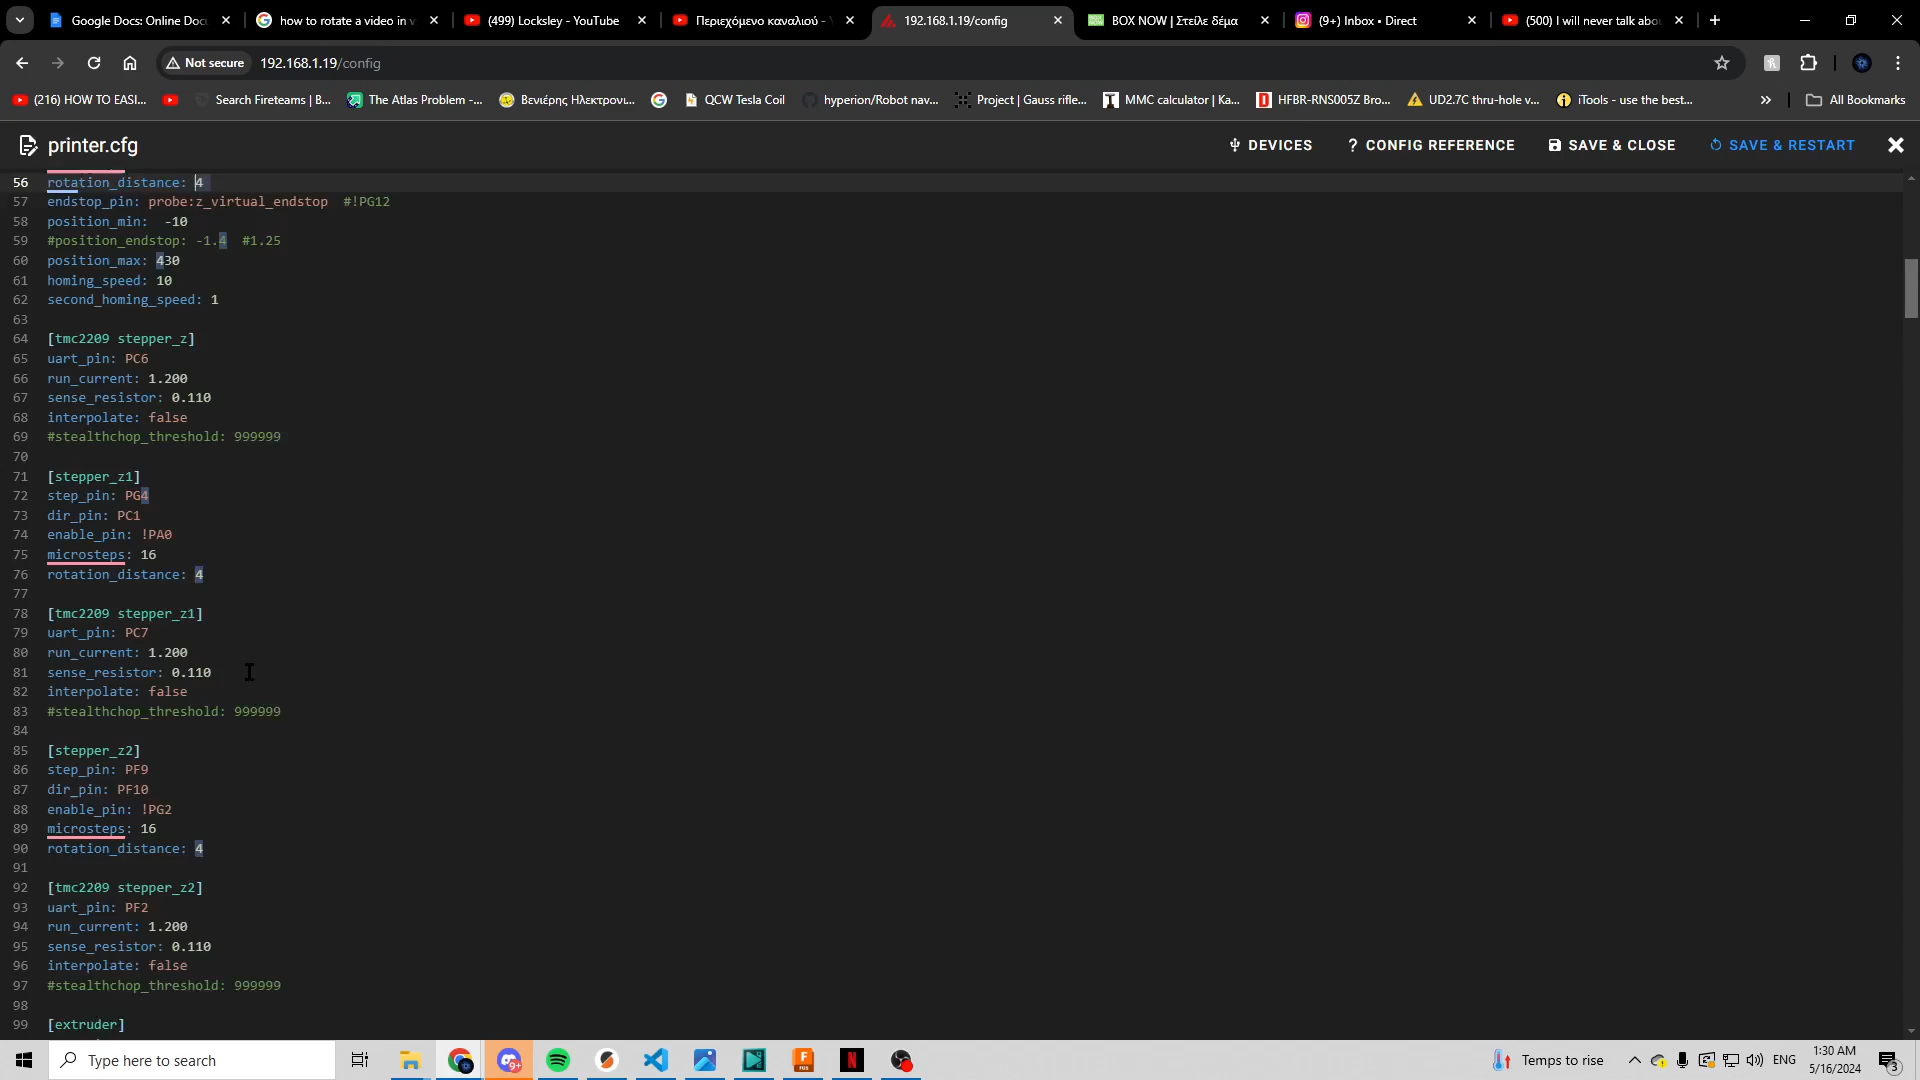 Google Docs: Online Doc
how to rotate a video in v
(499) Locksley - YouTube
Περιεχόμενο καναλιού -
192.168.1.19/config
BOX NOW | Στείλε δέμα
(9+) Inbox • Direct
(500) I will never talk abou
Not secure
192.168.1.19/config
(216) HOW TO EASI...
Search Fireteams | B...
The Atlas Problem -...
Βενιέρης Ηλεκτρονι...
QCW Tesla Coil
hyperion/Robot nav...
Project | Gauss rifle...
MMC calculator | Ka...
HFBR-RNS005Z Bro...
UD2.7C thru-hole v...
iTools - use the best...
All Bookmarks
printer.cfg
DEVICES
? CONFIG REFERENCE
SAVE & CLOSE
SAVE & RESTART
56 rotation_distance: 4
57 endstop_pin: probe:z_virtual_endstop #!PG12
58 position_min: -10
59 #position_endstop: -1.4 #1.25
60 position_max: 430
61 homing_speed: 10
62 second_homing_speed: 1
63
64 [tmc2209 stepper_z]
65 uart_pin: PC6
66 run_current: 1.200
67 sense_resistor: 0.110
68 interpolate: false
69 #stealthchop_threshold: 999999
70
71 [stepper_z1]
72 step_pin: PG4
73 dir_pin: PC1
74 enable_pin: !PA0
75 microsteps: 16
76 rotation_distance: 4
77
78 [tmc2209 stepper_z1]
79 uart_pin: PC7
80 run_current: 1.200
81 sense_resistor: 0.110
82 interpolate: false
83 #stealthchop_threshold: 999999
84
85 [stepper_z2]
86 step_pin: PF9
87 dir_pin: PF10
88 enable_pin: !PG2
89 microsteps: 16
90 rotation_distance: 4
91
92 [tmc2209 stepper_z2]
93 uart_pin: PF2
94 run_current: 1.200
95 sense_resistor: 0.110
96 interpolate: false
97 #stealthchop_threshold: 999999
98
99 [extruder]
Type here to search
9+
Temps to rise
ENG
1:30 AM
5/16/2024
3